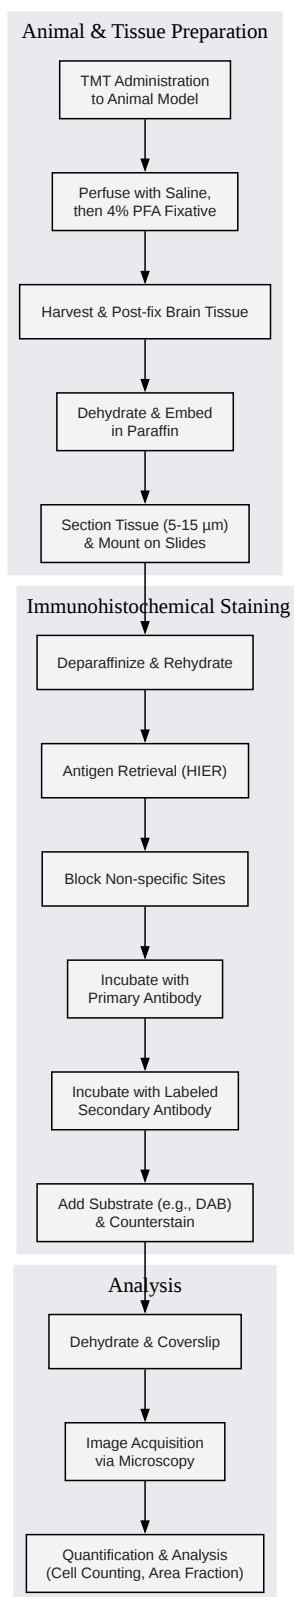 Animal & Tissue Preparation
TMT Administration
to Animal Model
Perfuse with Saline,
then 4% PFA Fixative
Harvest & Post-fix Brain Tissue
Dehydrate & Embed
in Paraffin
Section Tissue (5-15 µm)
& Mount on Slides
Immunohistochemical Staining
Deparaffinize & Rehydrate
Antigen Retrieval (HIER)
Block Non-specific Sites
Incubate with
Primary Antibody
Incubate with Labeled
Secondary Antibody
Add Substrate (e.g., DAB)
& Counterstain
Analysis
Dehydrate & Coverslip
Image Acquisition
via Microscopy
Quantification & Analysis
(Cell Counting, Area Fraction)